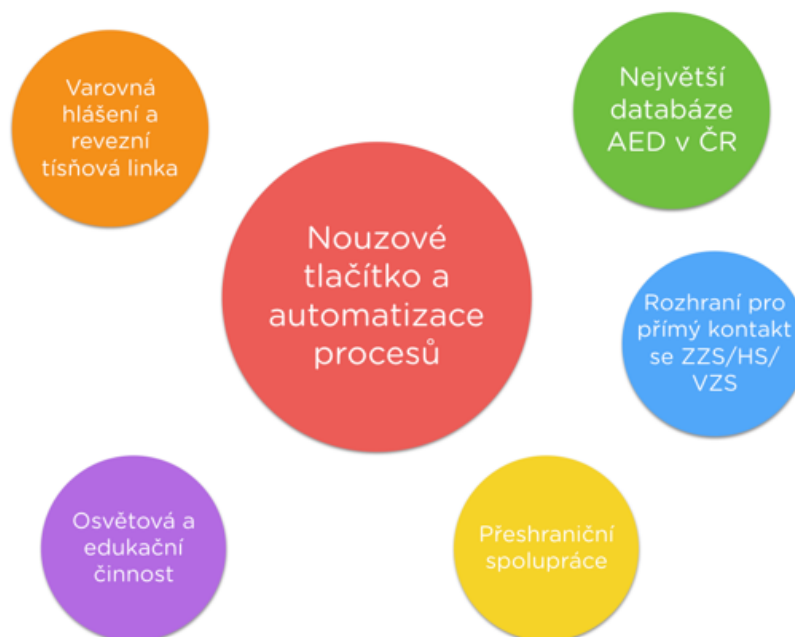 Varovná
hlášení a
revezní
tísňová linka
Největší
databáze
AED v ČR
Nouzové
tlačítko a
automatizace
procesů
Rozhraní pro
přímý kontakt
se ZZS/HS/
VZS
Osvětová a
edukační
činnost
Přeshraniční
spolupráce